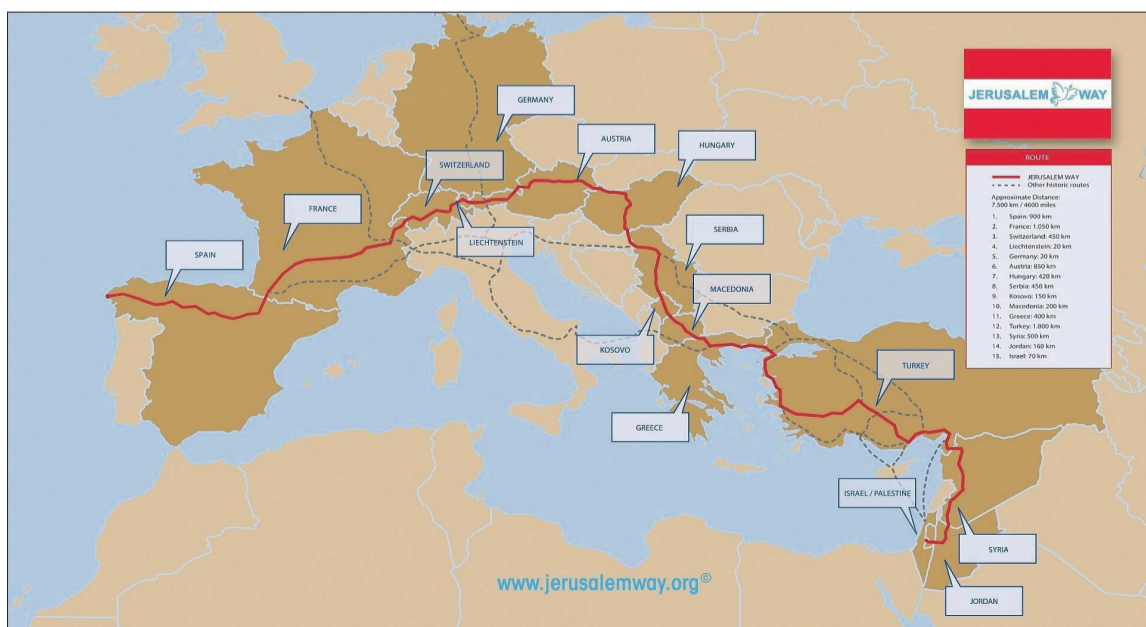 GERMANY
AUSTRIA
HUNGARY
SWITZERLAND
FRANCE
LIECHTENSTEIN
SPAIN
SERBIA
MACEDONIA
KOSOVO
TURKEY
GREECE
ISRAEL / PALESTINE
SYRIA
JORDAN
www.jerusalemway.org©
JERUSALEM WAY
ROUTE
JERUSALEM WAY
Other historic routes
Approximate Distance:
7.500 km / 4600 miles
1. Spain: 900 km
2. France: 1.050 km
3. Switzerland: 450 km
4. Liechtenstein: 20 km
5. Germany: 20 km
6. Austria: 850 km
7. Hungary: 420 km
8. Serbia: 450 km
9. Kosovo: 150 km
10. Macedonia: 200 km
11. Greece: 400 km
12. Turkey: 1.800 km
13. Syria: 500 km
14. Jordan: 160 km
15. Israel: 70 km